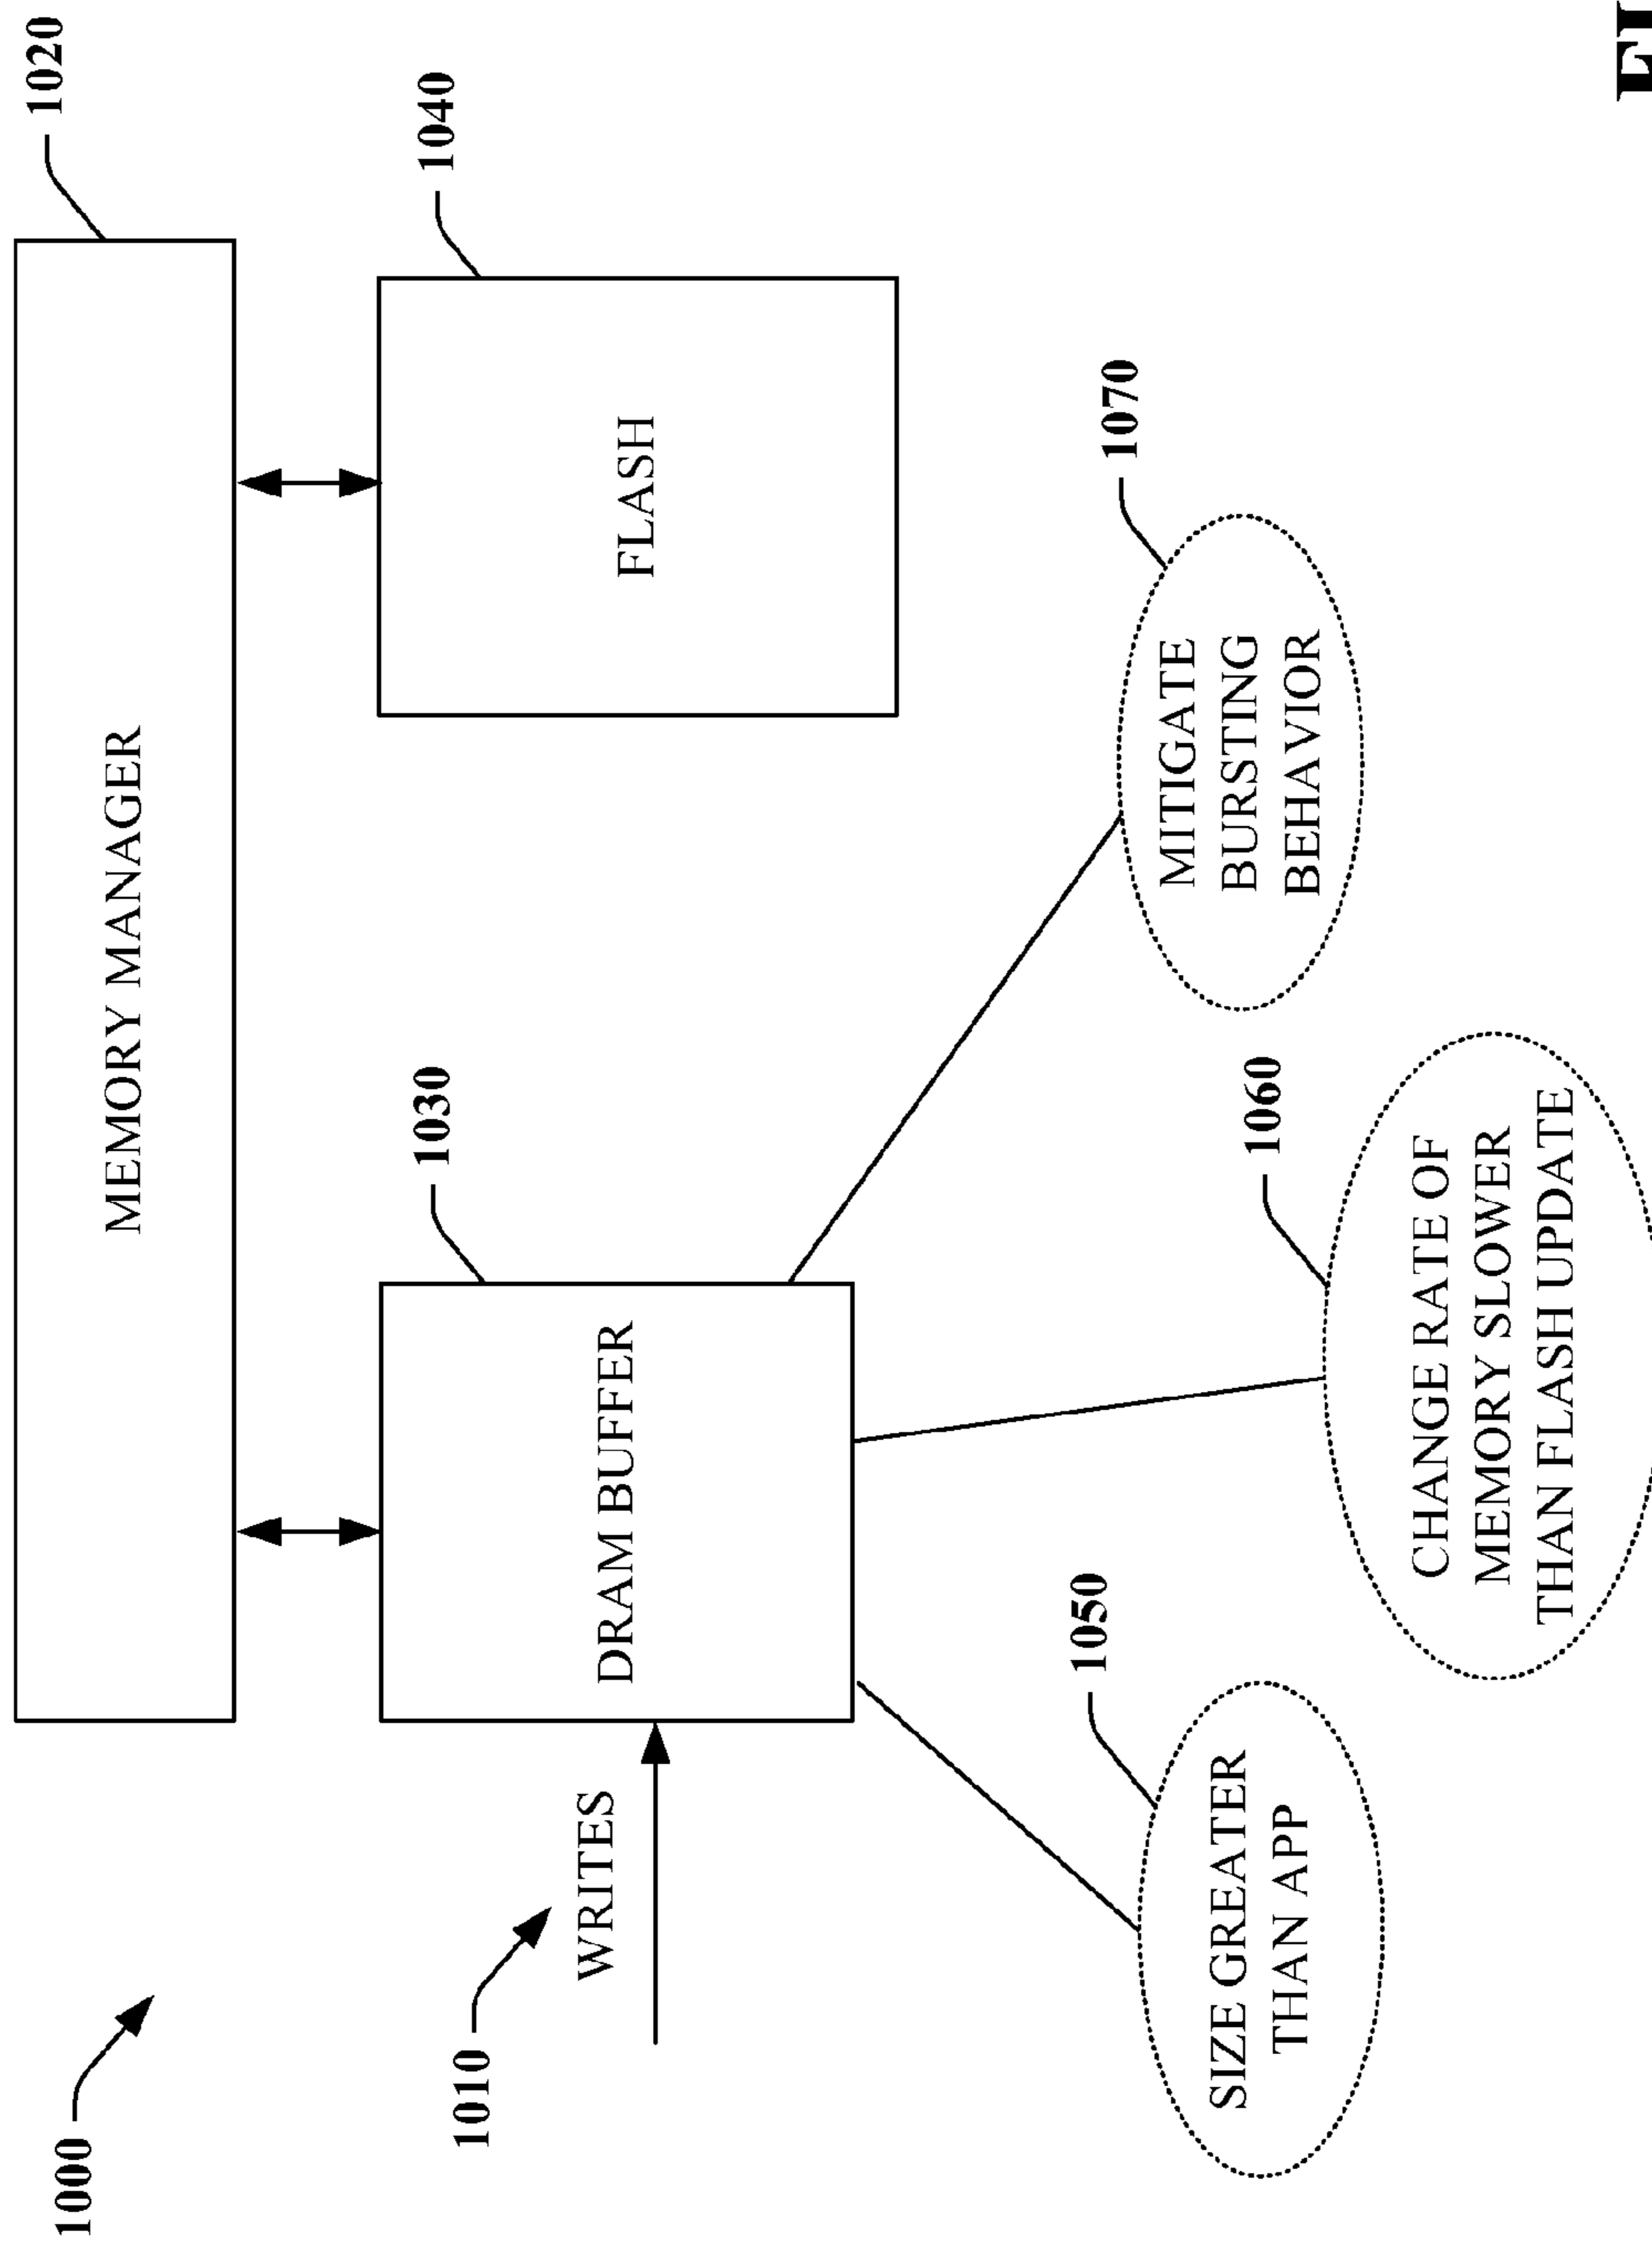 1000
1020
MEMORY MANAGER
1010
WRITES
1030
DRAM BUFFER
1040
FLASH
1050
SIZE GREATER
THAN APP
1060
CHANGE RATE OF
MEMORY SLOWER
THAN FLASH UPDATE
1070
MITIGATE
BURSTING
BEHAVIOR